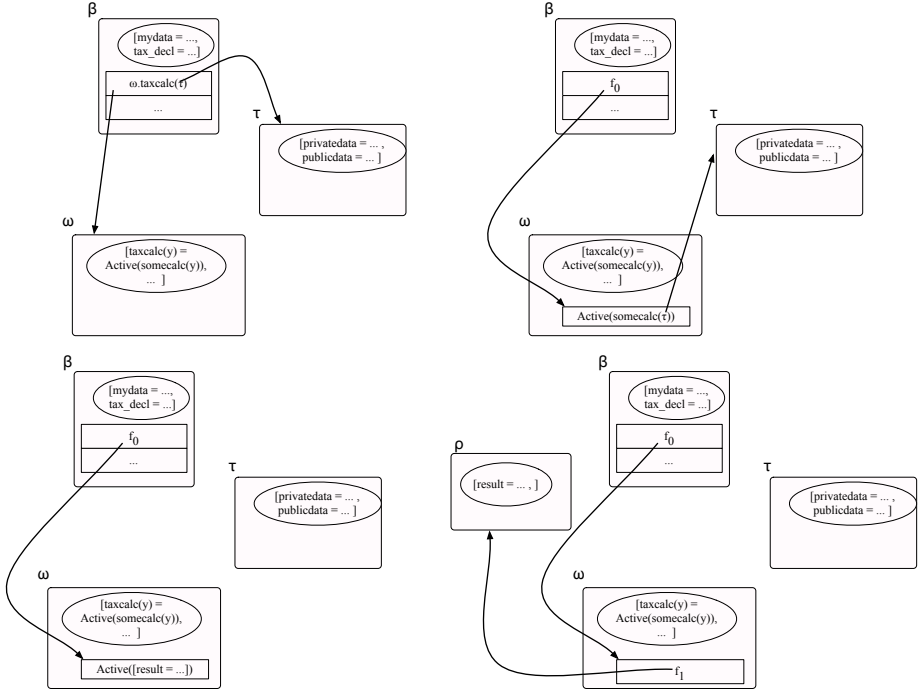 β
[mydata = ...,
tax_decl = ...]
ω.taxcalc(τ)
...
τ
[privatedata = ... ,
publicdata = ... ]
ω
[taxcalc(y) =
Active(somecalc(y)),
... ]
β
[mydata = ...,
tax_decl = ...]
f0
...
τ
[privatedata = ... ,
publicdata = ... ]
ω
[taxcalc(y) =
Active(somecalc(y)),
... ]
Active(somecalc(τ))
β
[mydata = ...,
tax_decl = ...]
f0
...
τ
[privatedata = ... ,
publicdata = ... ]
ω
[taxcalc(y) =
Active(somecalc(y)),
... ]
Active([result = ...])
β
[mydata = ...,
tax_decl = ...]
f0
...
ρ
[result = ... , ]
τ
[privatedata = ... ,
publicdata = ... ]
ω
[taxcalc(y) =
Active(somecalc(y)),
... ]
f1